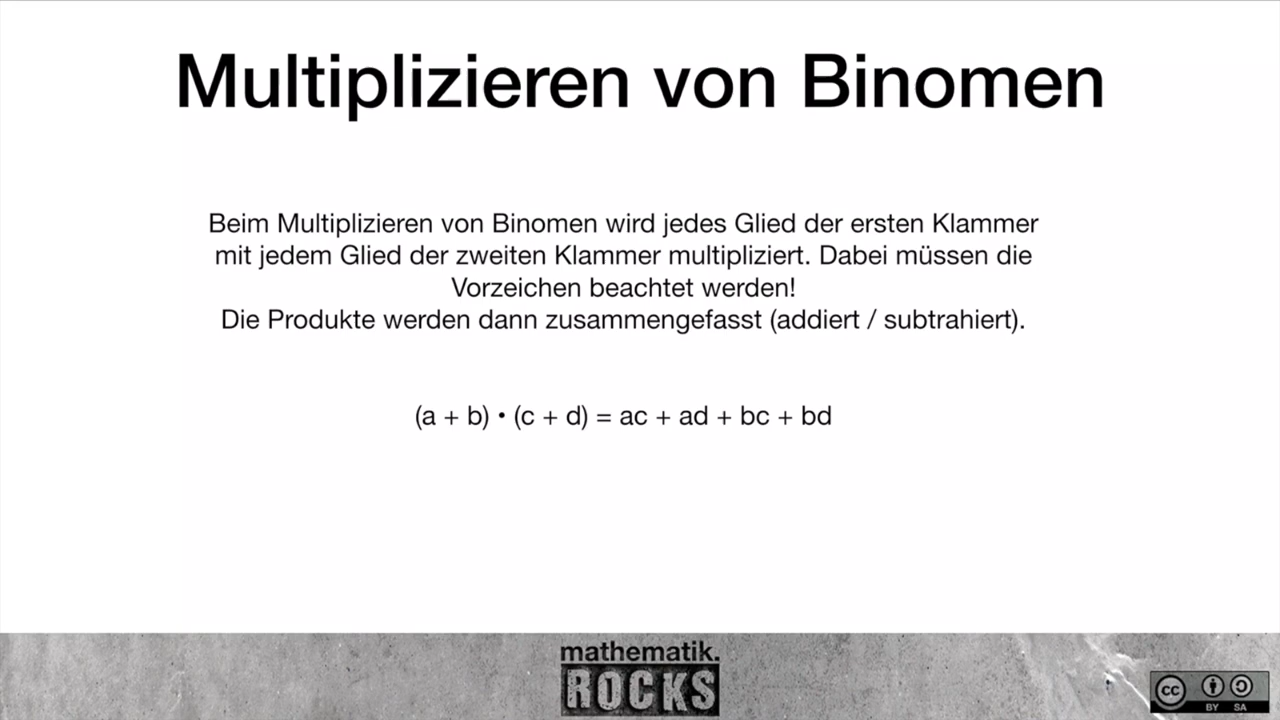 Multiplizieren von Binomen
Beim Multiplizieren von Binomen wird jedes Glied der ersten Klammer
mit jedem Glied der zweiten Klammer multipliziert. Dabei müssen die
Vorzeichen beachtet werden!
Die Produkte werden dann zusammengefasst (addiert / subtrahiert).
(a + b) • (c + d) = ac + ad + bc + bd
mathematik.
ROCKS
cc
BY SA